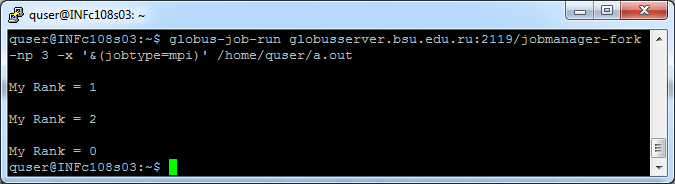 quser@INFc108s03: ~
quser@INFc108s03:~$ globus-job-run globusserver.bsu.edu.ru:2119/jobmanager-fork
-np 3 -x '&(jobtype=mpi)' /home/quser/a.out
My Rank = 1
My Rank = 2
My Rank = 0
quser@INFc108s03:~$